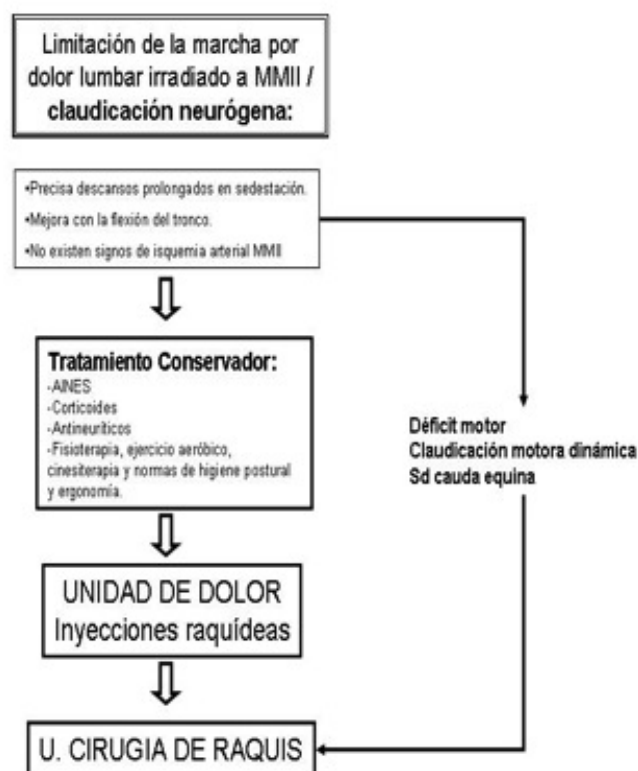 Limitación de la marcha por
dolor lumbar irradiado a MMII /
claudicación neurógena:
•Precisa descansos prolongados en sedestación.
•Mejora con la flexión del tronco.
•No existen signos de isquemia arterial MMII
Tratamiento Conservador:
-AINES
-Corticoides
-Antineuríticos
-Fisioterapia, ejercicio aeróbico,
cinesiterapia y normas de higiene postural
y ergonomía.
Déficit motor
Claudicación motora dinámica
Sd cauda equina
UNIDAD DE DOLOR
Inyecciones raquídeas
U. CIRUGIA DE RAQUIS